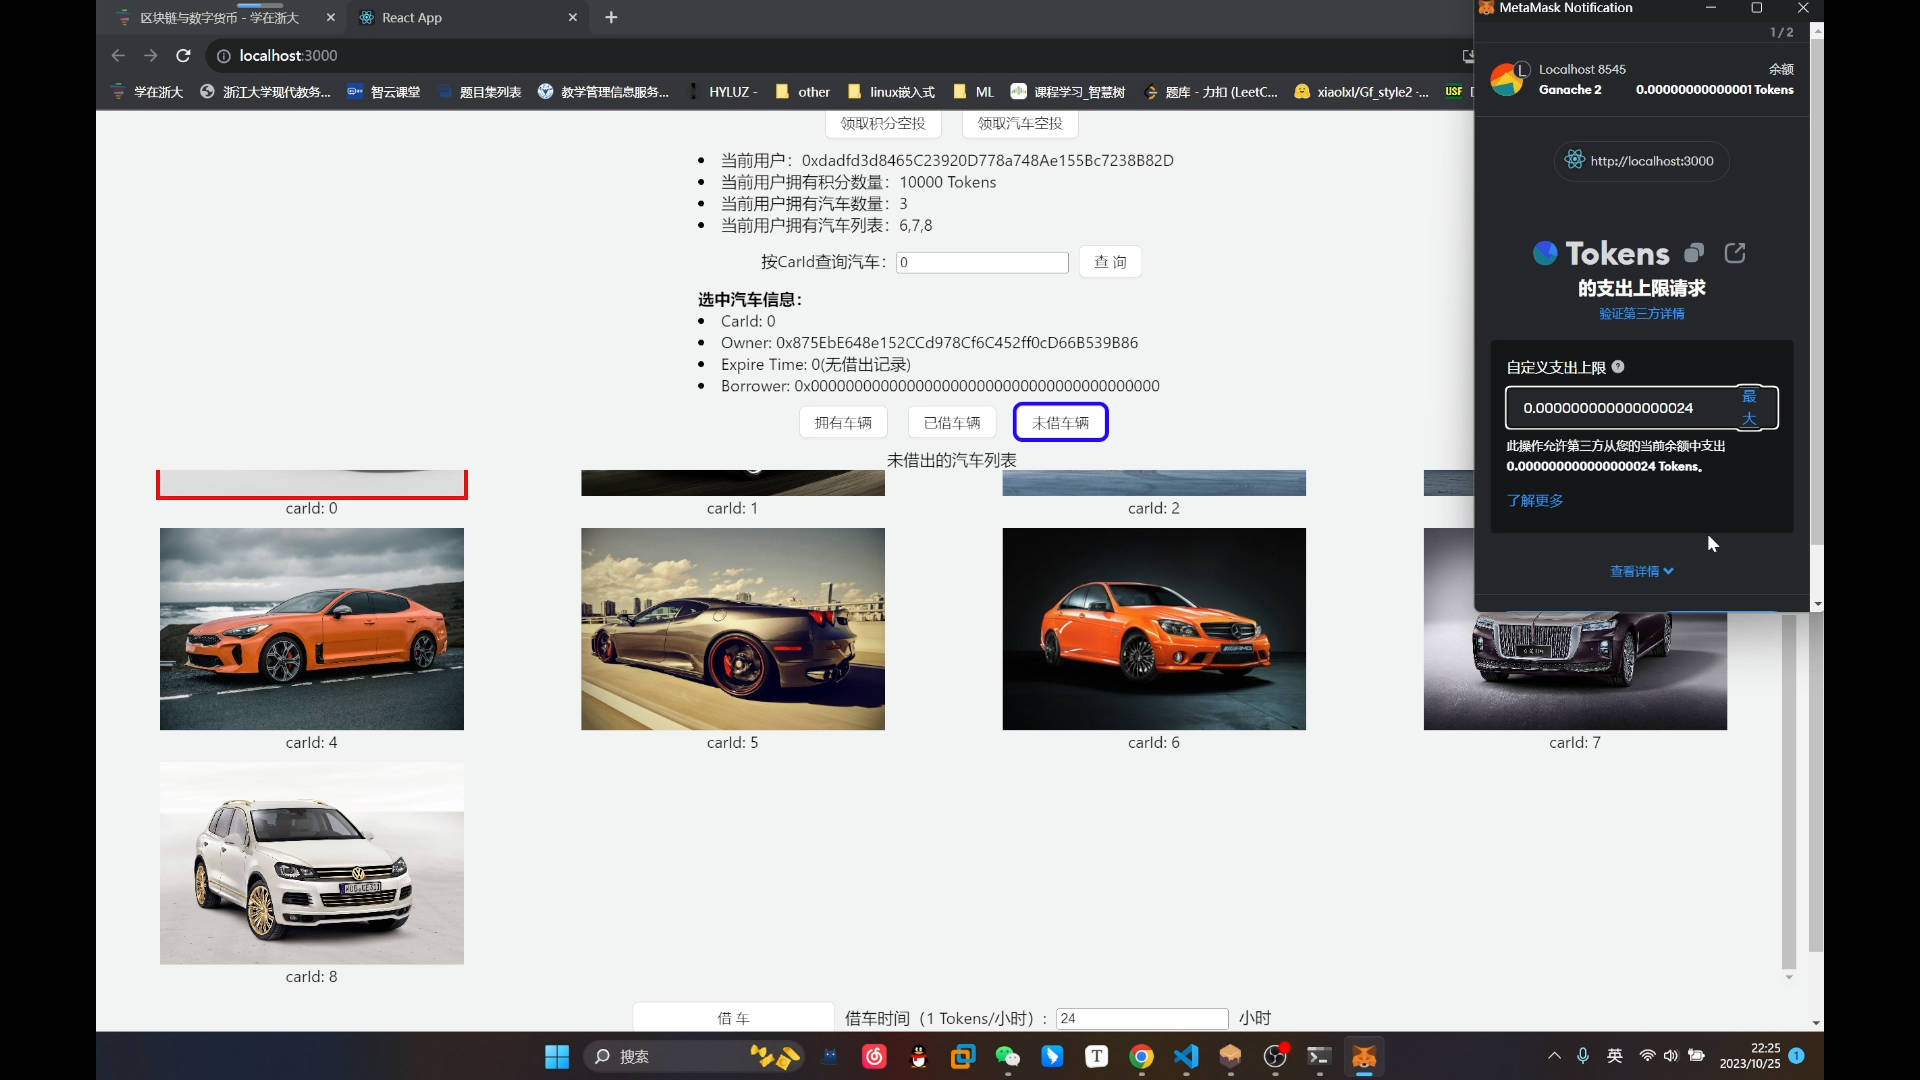 区块链与数字货币 - 学在浙大
React App
MetaMask Notification
localhost:3000
1 / 2
学在浙大
浙江大学现代教务...
智云课堂
题目集列表
教学管理信息服务...
HYLUZ -
other
linux嵌入式
ML
课程学习_智慧树
题库 - 力扣 (LeetC...
xiaolxl/Gf_style2 -...
USF
L
Localhost 8545
余额
Ganache 2
0.00000000000001 Tokens
http://localhost:3000
Tokens
的支出上限请求
验证第三方详情
自定义支出上限
0.000000000000000024
最大
此操作允许第三方从您的当前余额中支出
0.000000000000000024 Tokens。
了解更多
查看详情
领取积分空投
领取汽车空投
当前用户：0xdadfd3d8465C23920D778a748Ae155Bc7238B82D
当前用户拥有积分数量：10000 Tokens
当前用户拥有汽车数量：3
当前用户拥有汽车列表：6,7,8
按CarId查询汽车：
0
查 询
选中汽车信息：
CarId: 0
Owner: 0x875EbE648e152CCd978Cf6C452ff0cD66B539B86
Expire Time: 0(无借出记录)
Borrower: 0x0000000000000000000000000000000000000000
拥有车辆
已借车辆
未借车辆
未借出的汽车列表
carId: 0
carId: 1
carId: 2
carId: 4
carId: 5
carId: 6
carId: 7
carId: 8
借 车
借车时间（1 Tokens/小时）:
24
小时
搜索
英
22:25
2023/10/25
1